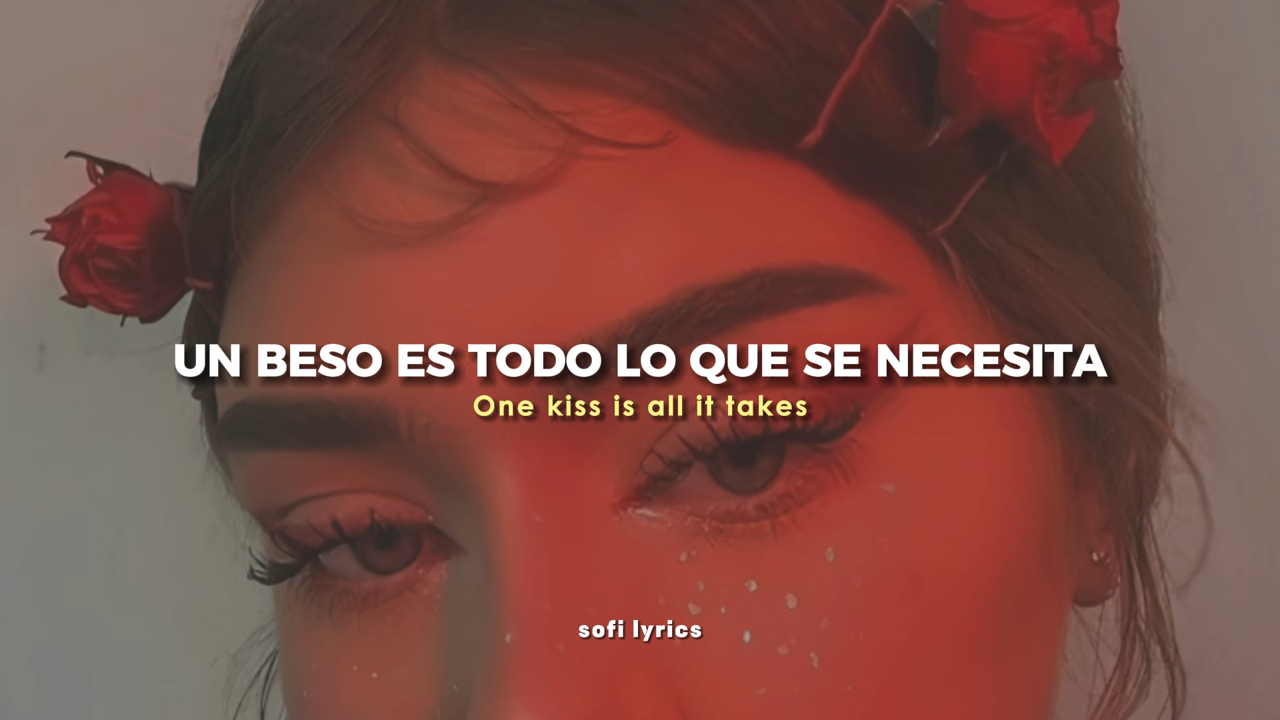 UN BESO ES TODO LO QUE SE NECESITA
One kiss is all it takes
sofi lyrics